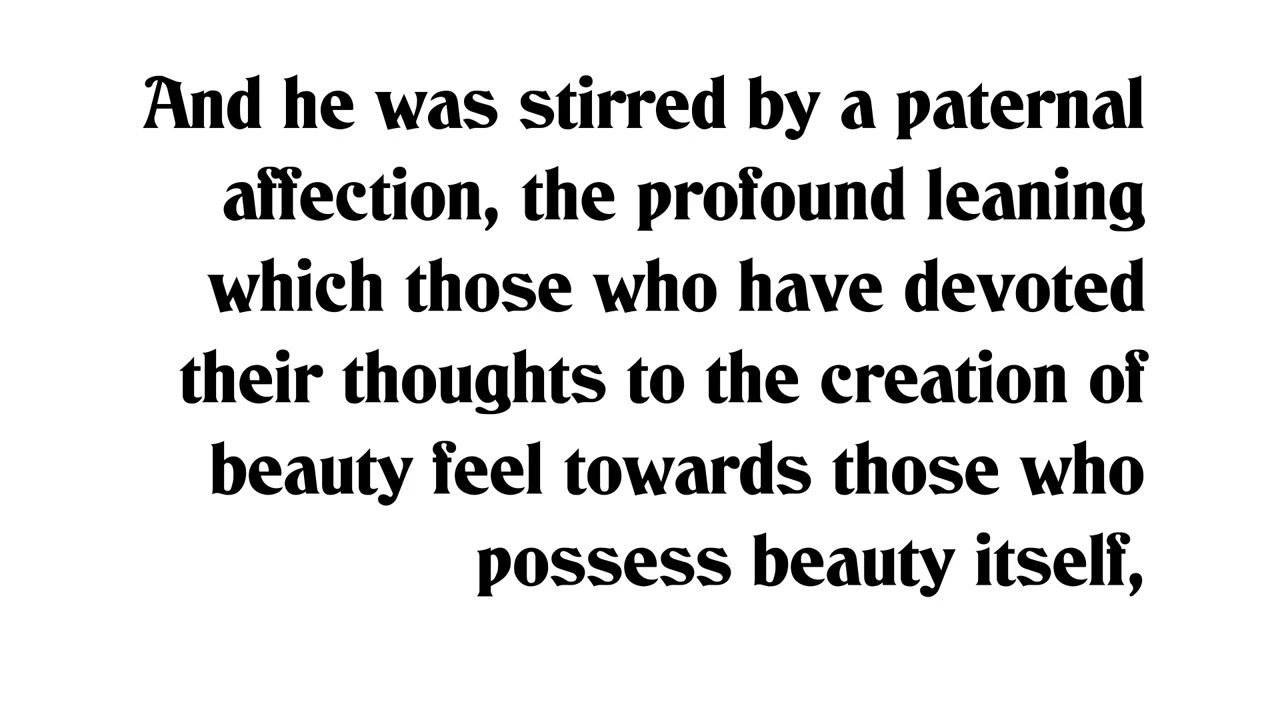 And he was stirred by a paternal
affection, the profound leaning
which those who have devoted
their thoughts to the creation of
beauty feel towards those who
possess beauty itself,